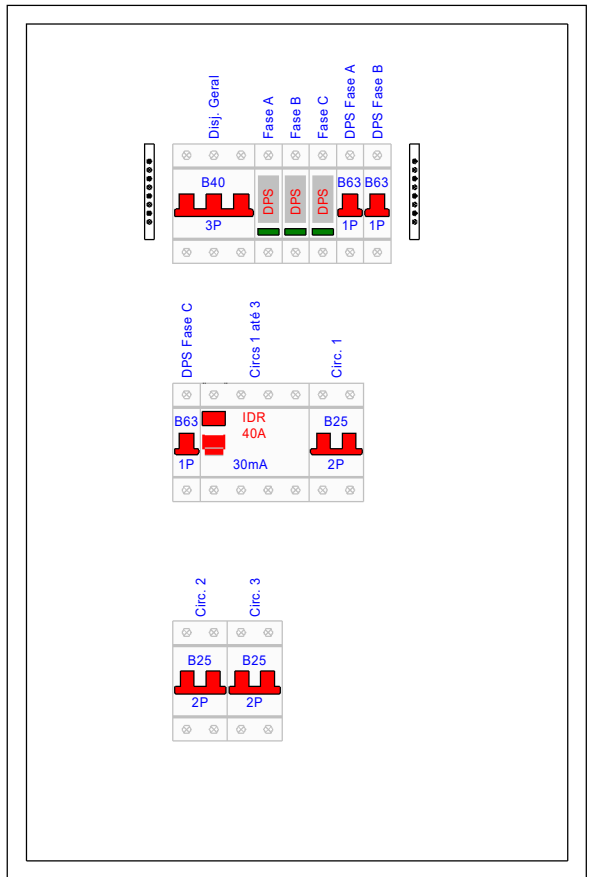 Disj. Geral
Fase A
Fase B
Fase C
DPS Fase A
DPS Fase B
B40
3P
DPS
DPS
DPS
B63
1P
B63
1P
DPS Fase C
Circs 1 até 3
Circ. 1
B63
1P
IDR
40A
30mA
B25
2P
Circ. 2
Circ. 3
B25
2P
B25
2P